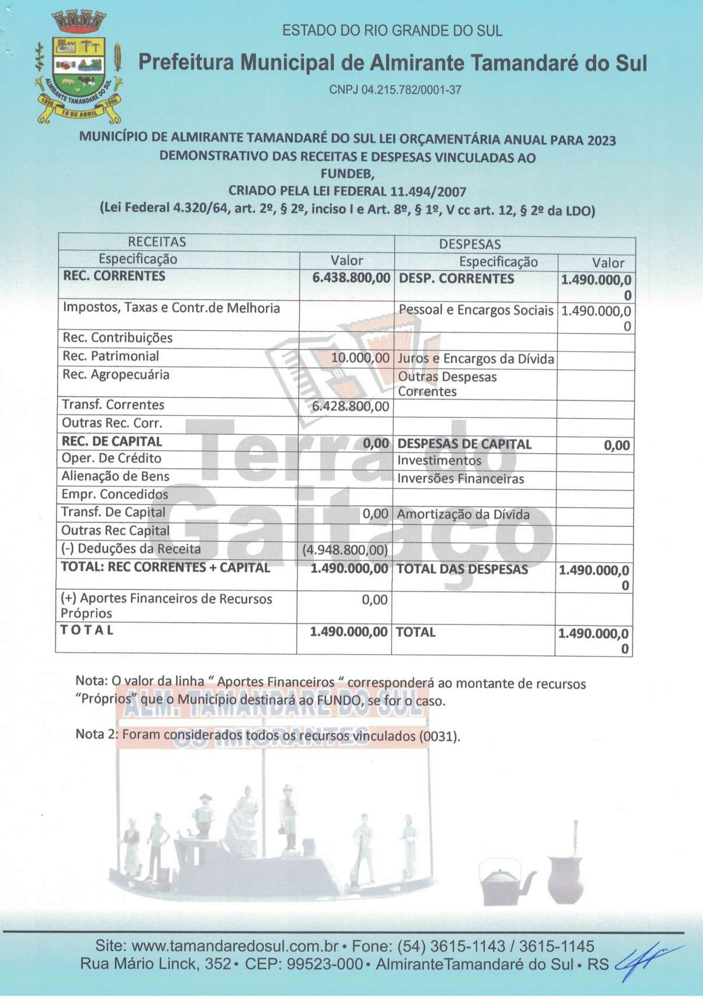 ESTADO DO RIO GRANDE DO SUL
Prefeitura Municipal de Almirante Tamandaré do Sul
CNPJ 04.215.782/0001-37
ALMIRANTE TAMANDARÉ DO SUL
1996 16 DE ABRIL 1996
MUNICÍPIO DE ALMIRANTE TAMANDARÉ DO SUL LEI ORÇAMENTÁRIA ANUAL PARA 2023
DEMONSTRATIVO DAS RECEITAS E DESPESAS VINCULADAS AO
FUNDEB,
CRIADO PELA LEI FEDERAL 11.494/2007
(Lei Federal 4.320/64, art. 2º, § 2º, inciso I e Art. 8º, § 1º, V cc art. 12, § 2º da LDO)
RECEITAS DESPESAS
Especificação Valor Especificação Valor
REC. CORRENTES 6.438.800,00 DESP. CORRENTES 1.490.000,0
0
Impostos, Taxas e Contr.de Melhoria Pessoal e Encargos Sociais 1.490.000,0
0
Rec. Contribuições
Rec. Patrimonial 10.000,00 Juros e Encargos da Dívida
Rec. Agropecuária Outras Despesas
Correntes
Transf. Correntes 6.428.800,00
Outras Rec. Corr.
REC. DE CAPITAL 0,00 DESPESAS DE CAPITAL 0,00
Oper. De Crédito Investimentos
Alienação de Bens Inversões Financeiras
Empr. Concedidos
Transf. De Capital 0,00 Amortização da Dívida
Outras Rec Capital
(-) Deduções da Receita (4.948.800,00)
TOTAL: REC CORRENTES + CAPITAL 1.490.000,00 TOTAL DAS DESPESAS 1.490.000,0
0
(+) Aportes Financeiros de Recursos 0,00
Próprios
T O T A L 1.490.000,00 TOTAL 1.490.000,0
0
Terra do
Gaitaço
Nota: O valor da linha “ Aportes Financeiros “ corresponderá ao montante de recursos
“Próprios” que o Município destinará ao FUNDO, se for o caso.
ALM. TAMANDARÉ DO SUL
Nota 2: Foram considerados todos os recursos vinculados (0031).
OS IMIGRANTES
Site: www.tamandaredosul.com.br • Fone: (54) 3615-1143 / 3615-1145
Rua Mário Linck, 352 • CEP: 99523-000 • AlmiranteTamandaré do Sul • RS